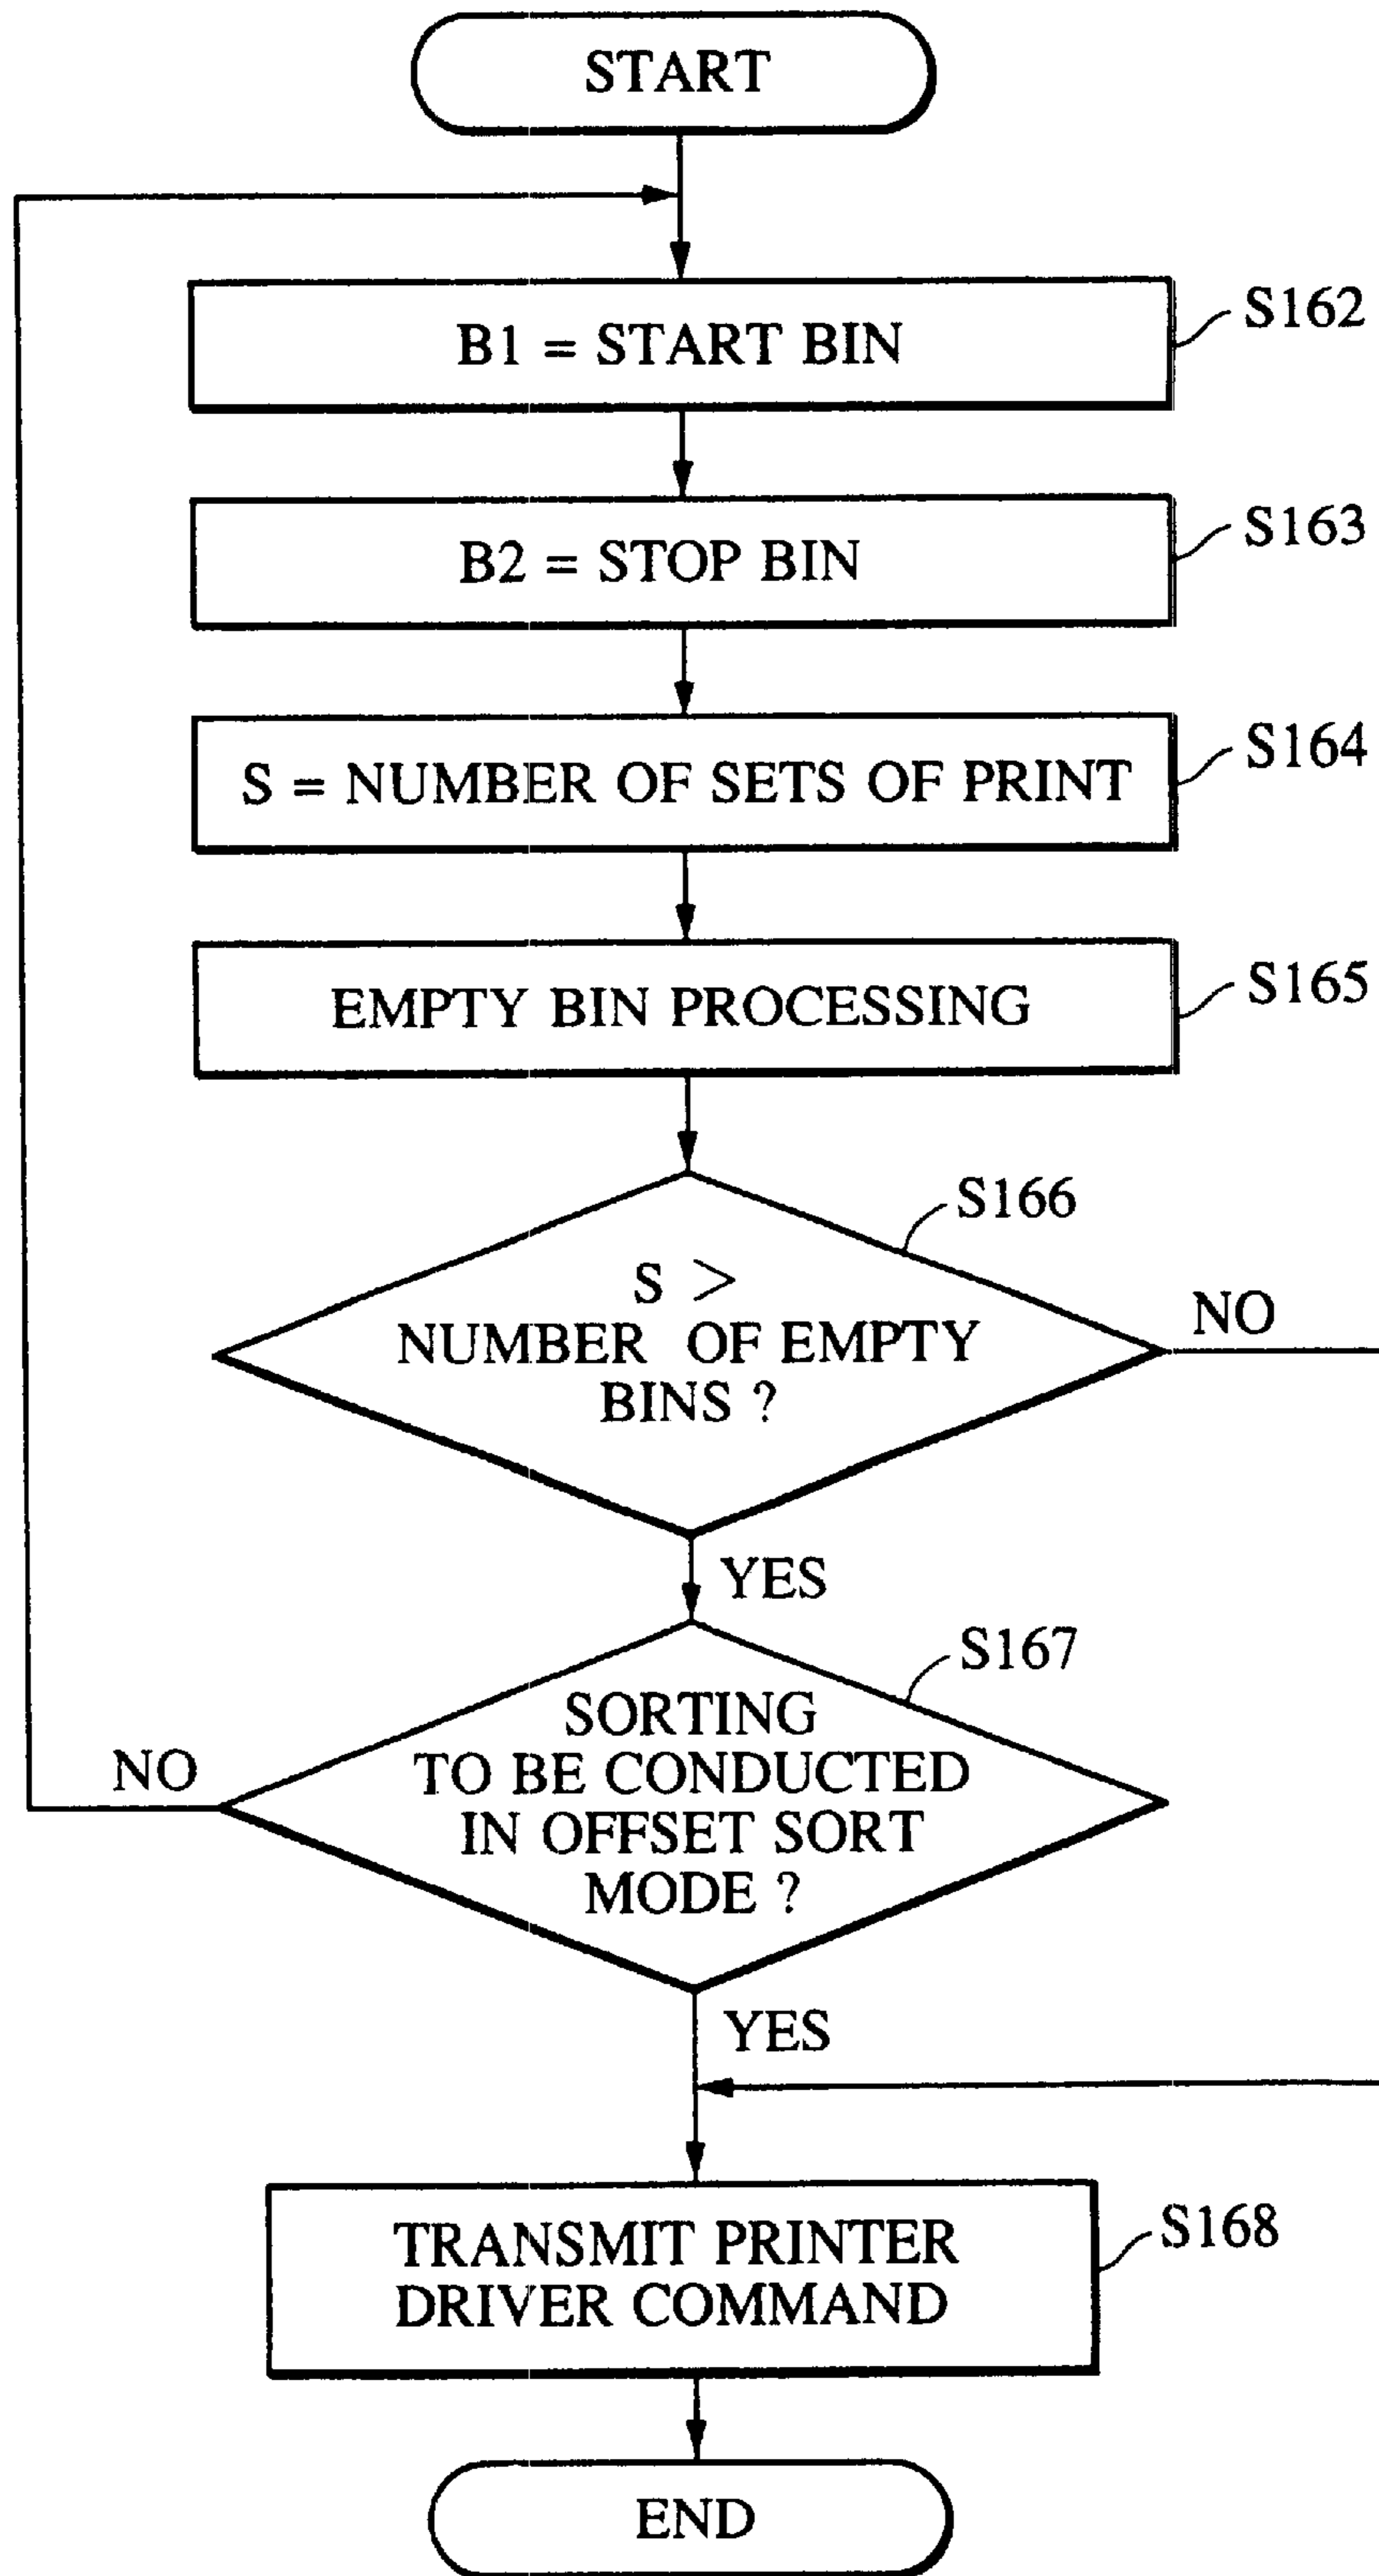 START
B1 = START BIN
S162
B2 = STOP BIN
S163
S = NUMBER OF SETS OF PRINT
S164
EMPTY BIN PROCESSING
S165
S166
S >
NUMBER OF EMPTY
BINS ?
NO
YES
S167
SORTING
TO BE CONDUCTED
IN OFFSET SORT
MODE ?
NO
YES
TRANSMIT PRINTER
DRIVER COMMAND
S168
END